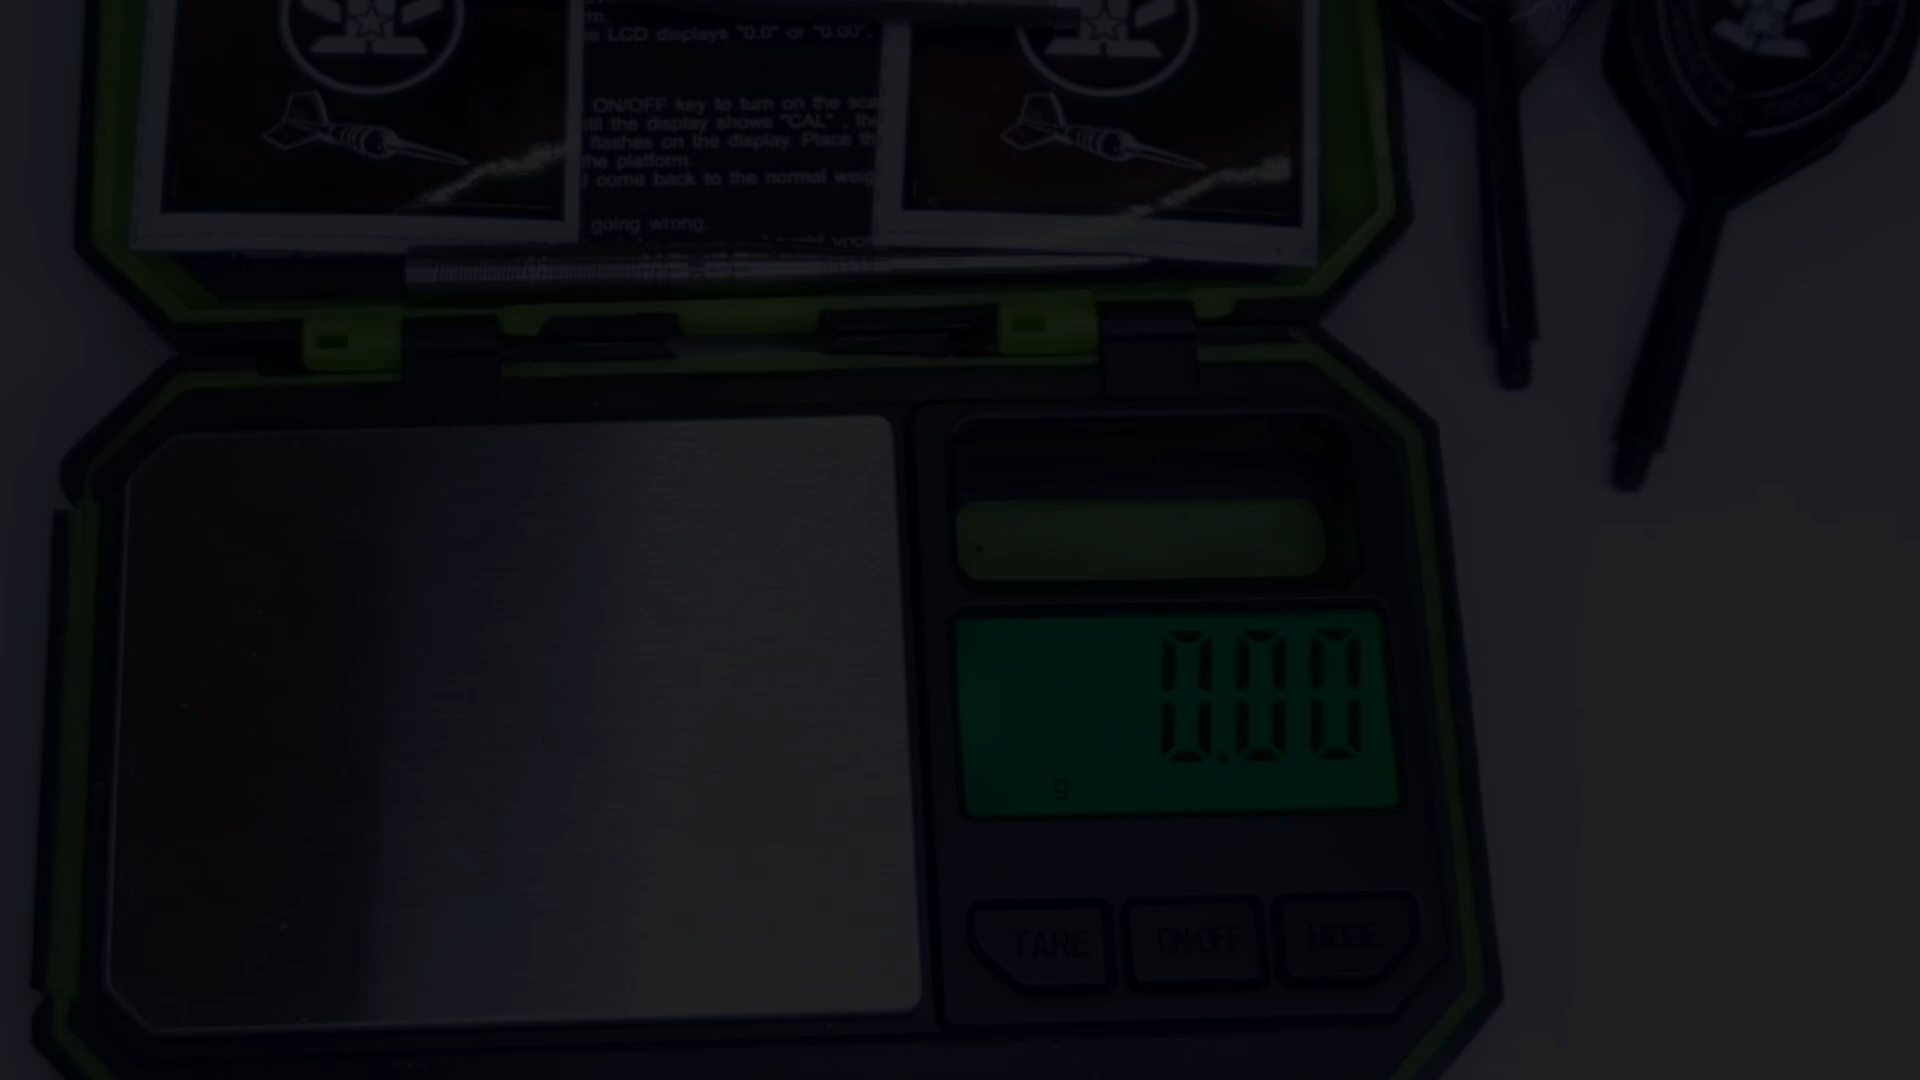 m.
e LCD displays "0.0" or "0.00".
ON/OFF key to turn on the sca
til the display shows "CAL" , the
flashes on the display. Place th
the platform.
d come back to the normal weig
going wrong.
0.00
g
TARE
ON/OFF
MODE